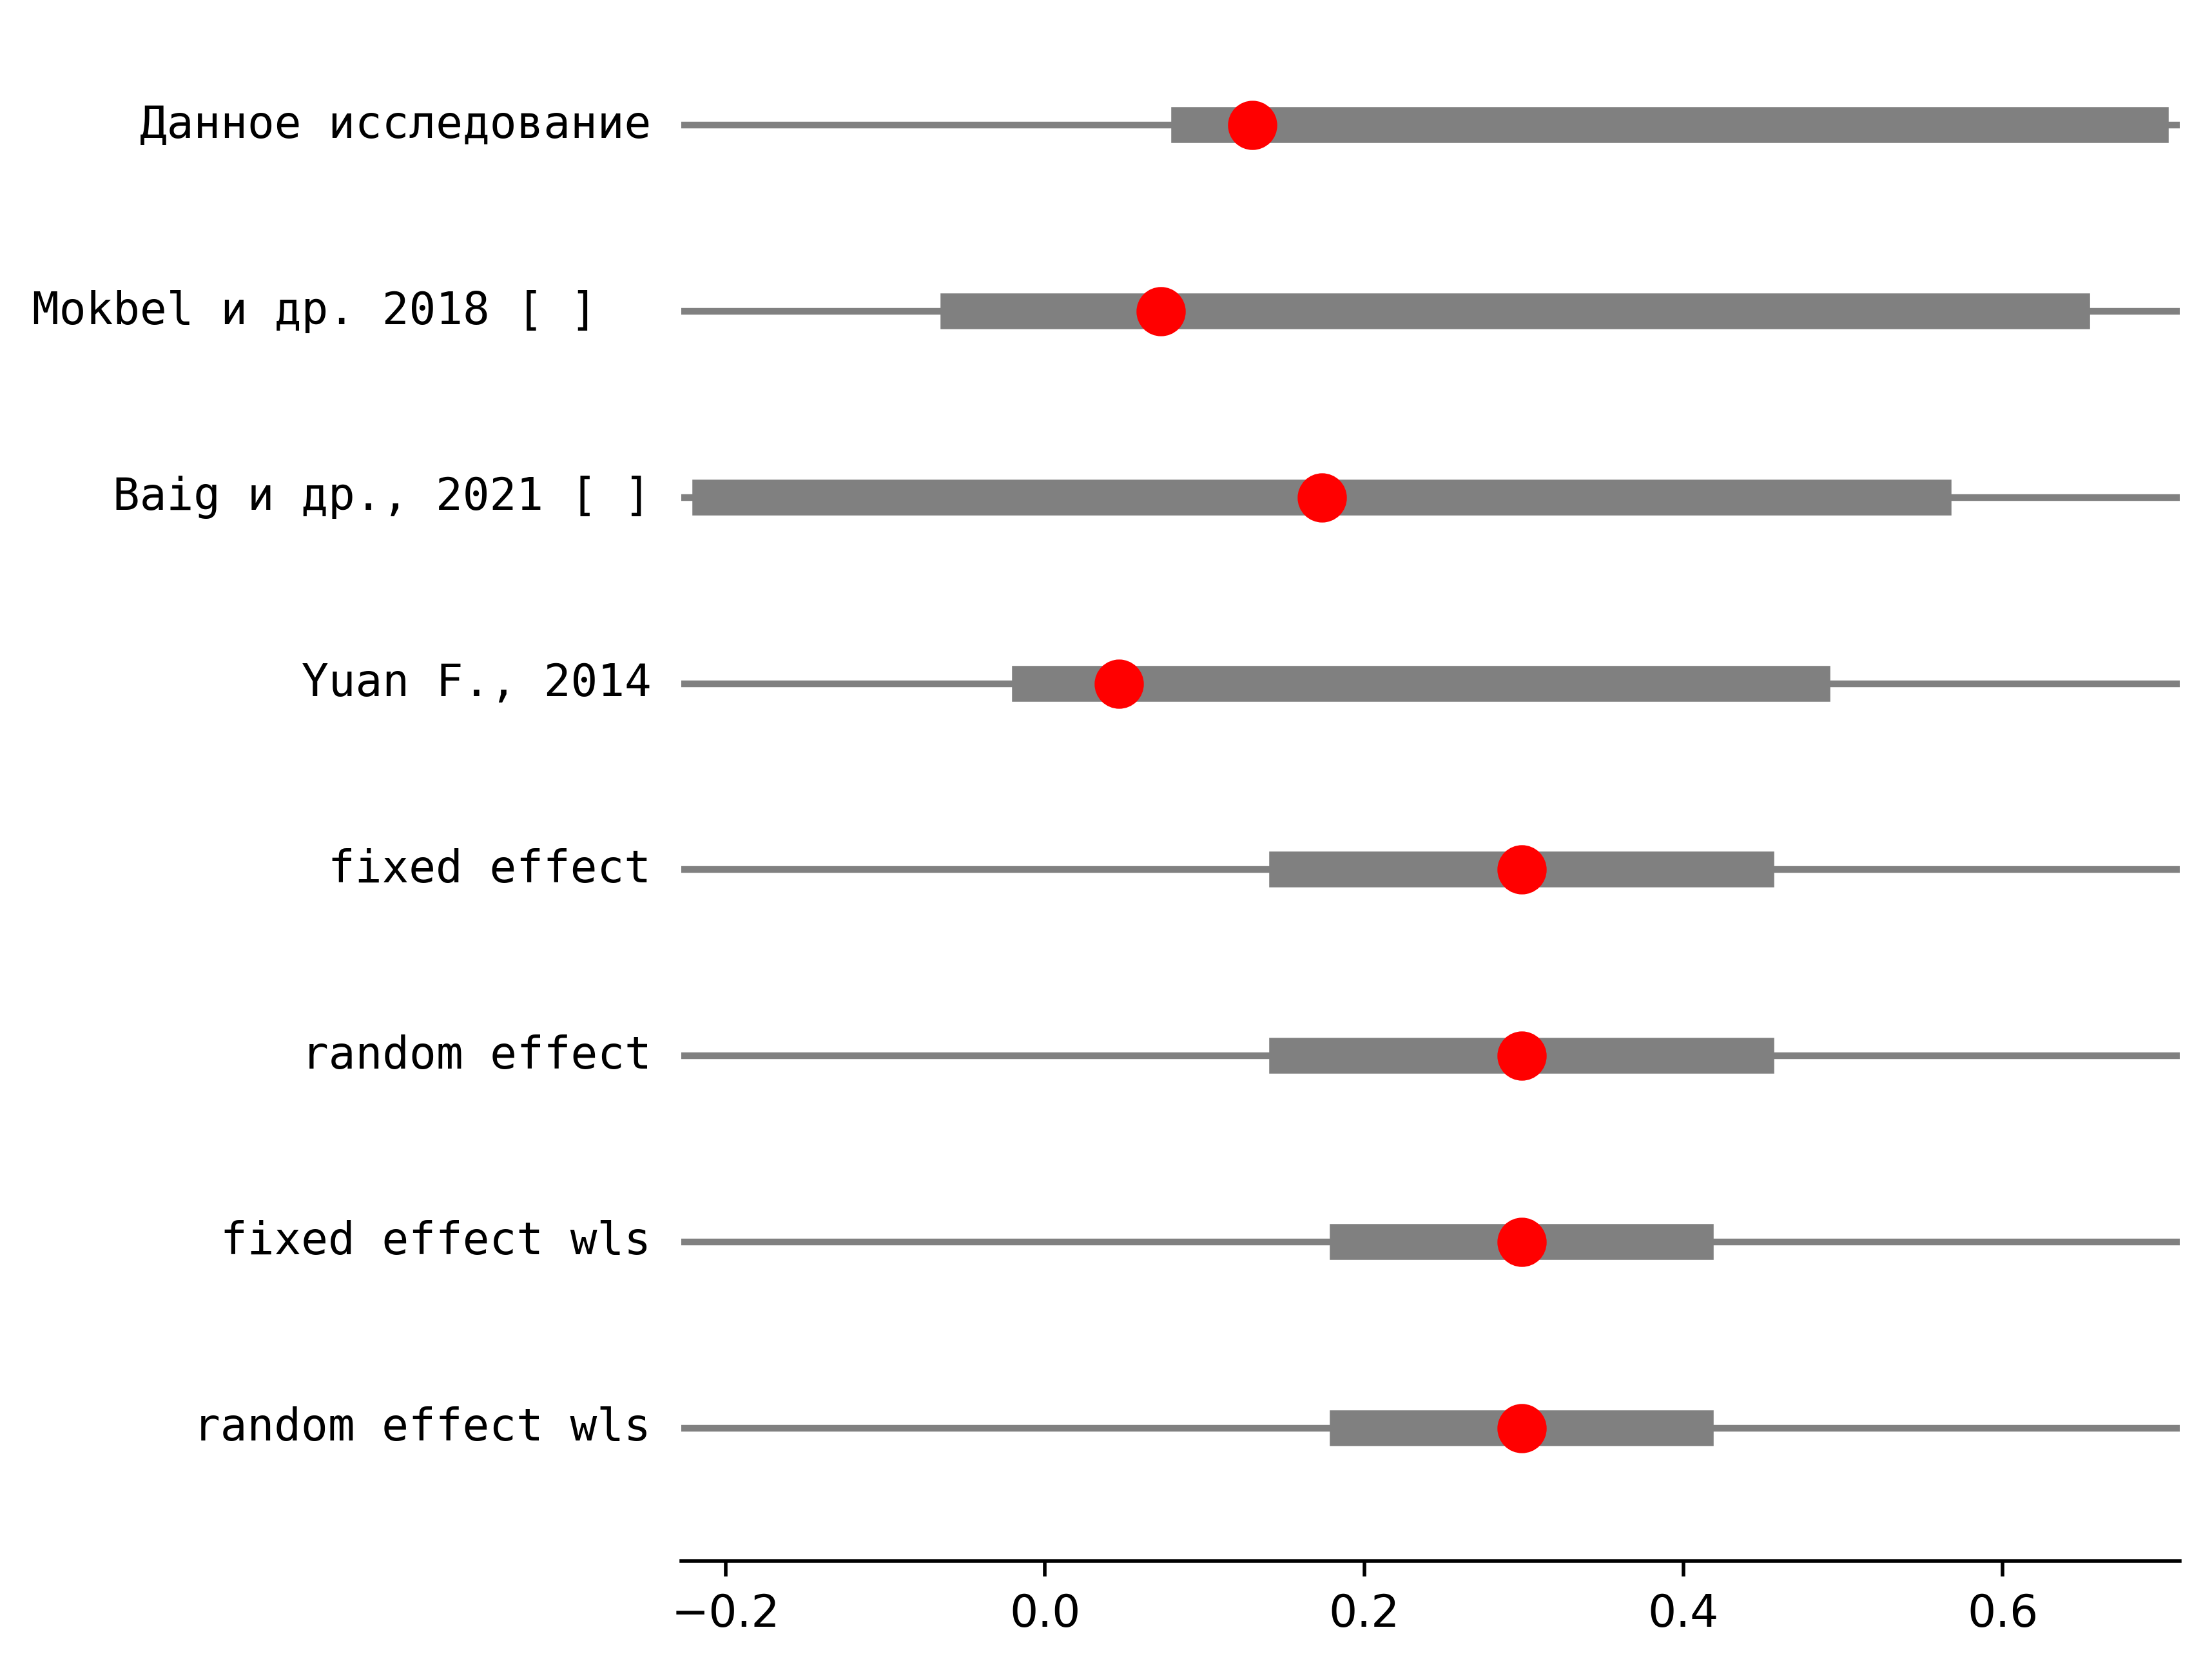 Данное исследование
Mokbel и др. 2018 [ ]
Baig и др., 2021 [ ]
Yuan F., 2014
fixed effect
random effect
fixed effect wls
random effect wls
−0.2 0.0 0.2 0.4 0.6